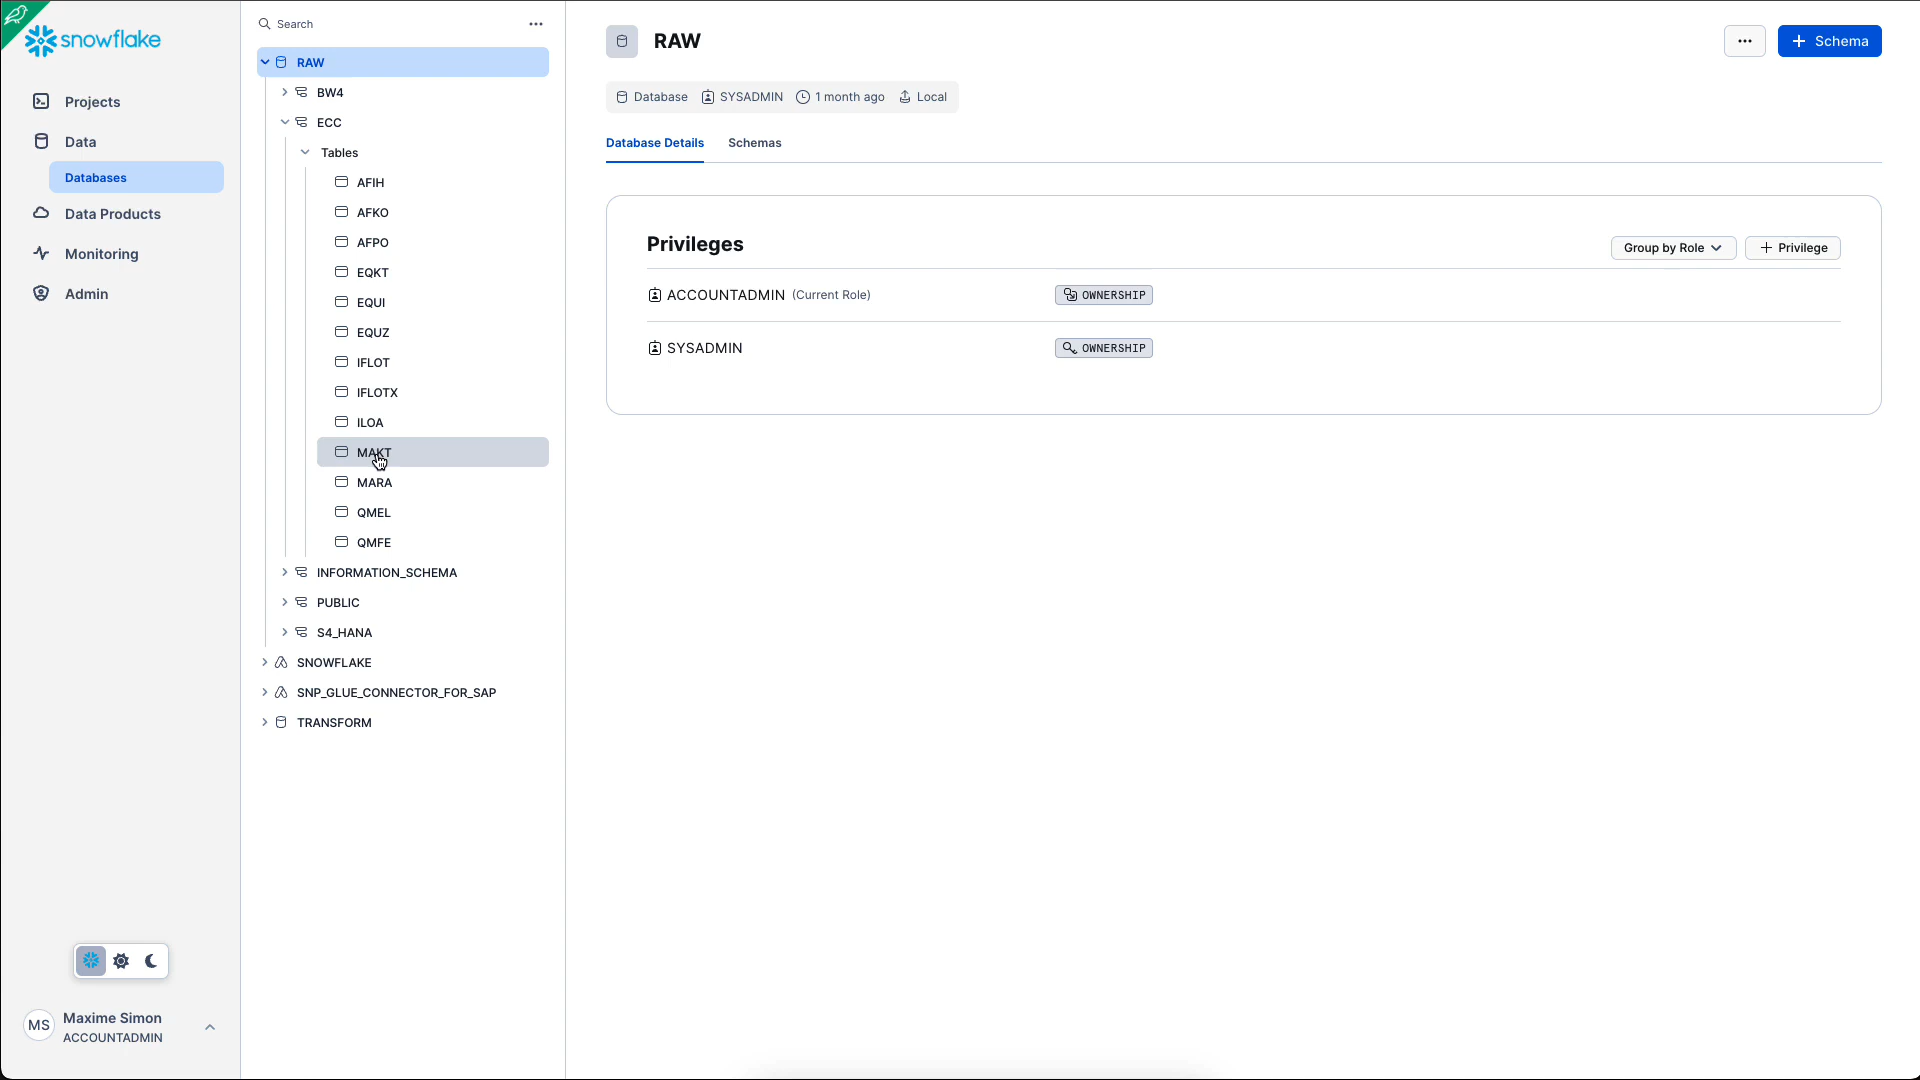 snowflake
Projects
Data
Databases
Data Products
Monitoring
Admin
MS
Maxime Simon
ACCOUNTADMIN
Search
RAW
BW4
ECC
Tables
AFIH
AFKO
AFPO
EQKT
EQUI
EQUZ
IFLOT
IFLOTX
ILOA
MAKT
MARA
QMEL
QMFE
INFORMATION_SCHEMA
PUBLIC
S4_HANA
SNOWFLAKE
SNP_GLUE_CONNECTOR_FOR_SAP
TRANSFORM
RAW
... + Schema
Database SYSADMIN 1 month ago Local
Database Details Schemas
Privileges
Group by Role + Privilege
ACCOUNTADMIN (Current Role) OWNERSHIP
SYSADMIN OWNERSHIP